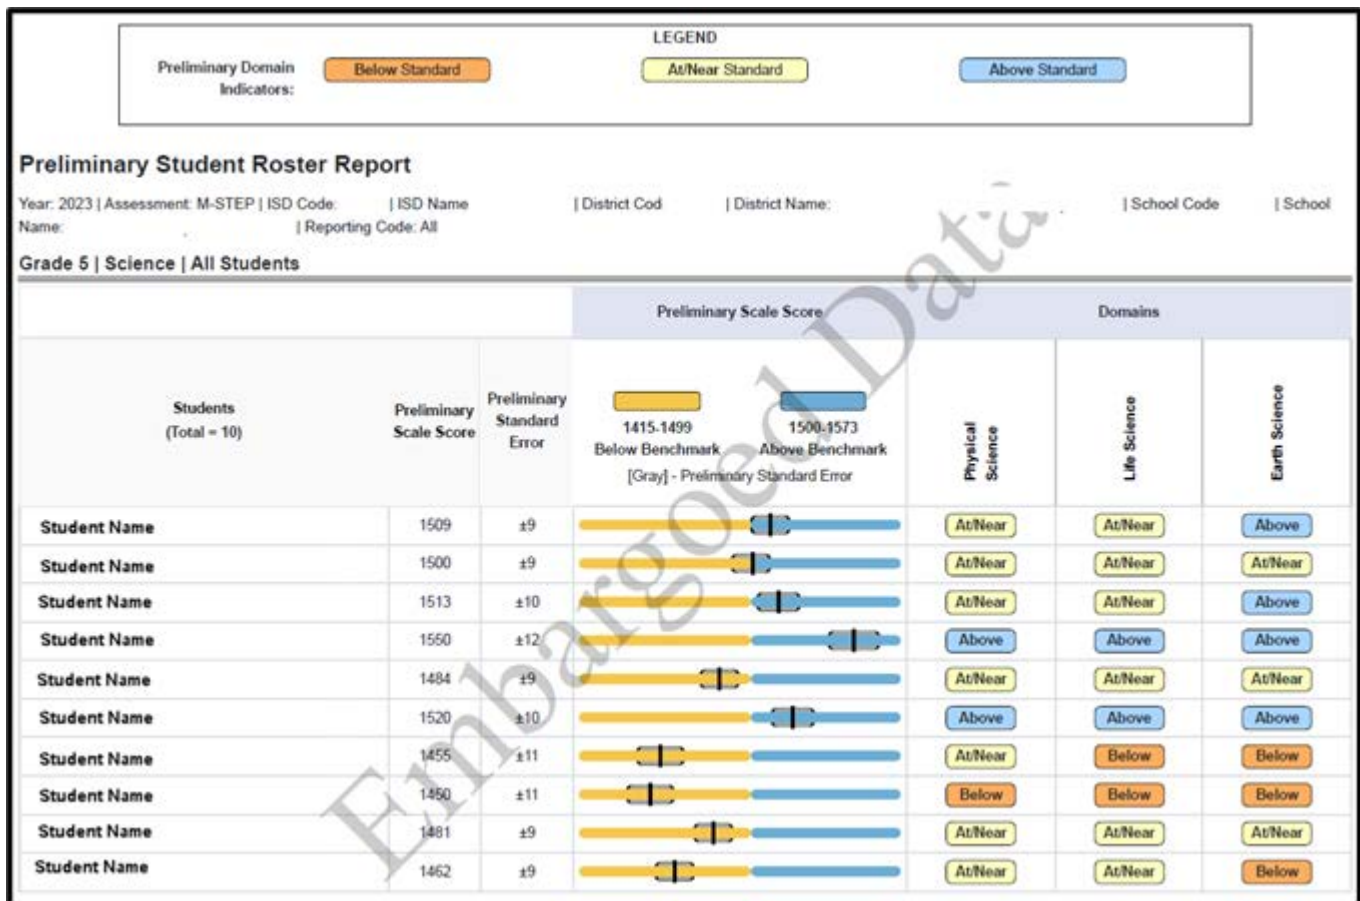 LEGEND
Preliminary Domain Indicators:
Below Standard
At/Near Standard
Above Standard
Preliminary Student Roster Report
Year: 2023 | Assessment: M-STEP | ISD Code: | ISD Name | District Cod | District Name: | School Code | School
Name: | Reporting Code: All
Grade 5 | Science | All Students
Preliminary Scale Score Domains
Students
(Total = 10)
Preliminary
Scale Score
Preliminary
Standard
Error
1415-1499
Below Benchmark
1500-1573
Above Benchmark
[Gray] - Preliminary Standard Error
Physical
Science
Life Science
Earth Science
Student Name 1509 ±9 At/Near At/Near Above
Student Name 1500 ±9 At/Near At/Near At/Near
Student Name 1513 ±10 At/Near At/Near Above
Student Name 1550 ±12 Above Above Above
Student Name 1484 ±9 At/Near At/Near At/Near
Student Name 1520 ±10 Above Above Above
Student Name 1455 ±11 At/Near Below Below
Student Name 1450 ±11 Below Below Below
Student Name 1481 ±9 At/Near At/Near At/Near
Student Name 1462 ±9 At/Near At/Near Below
Embargoed Data